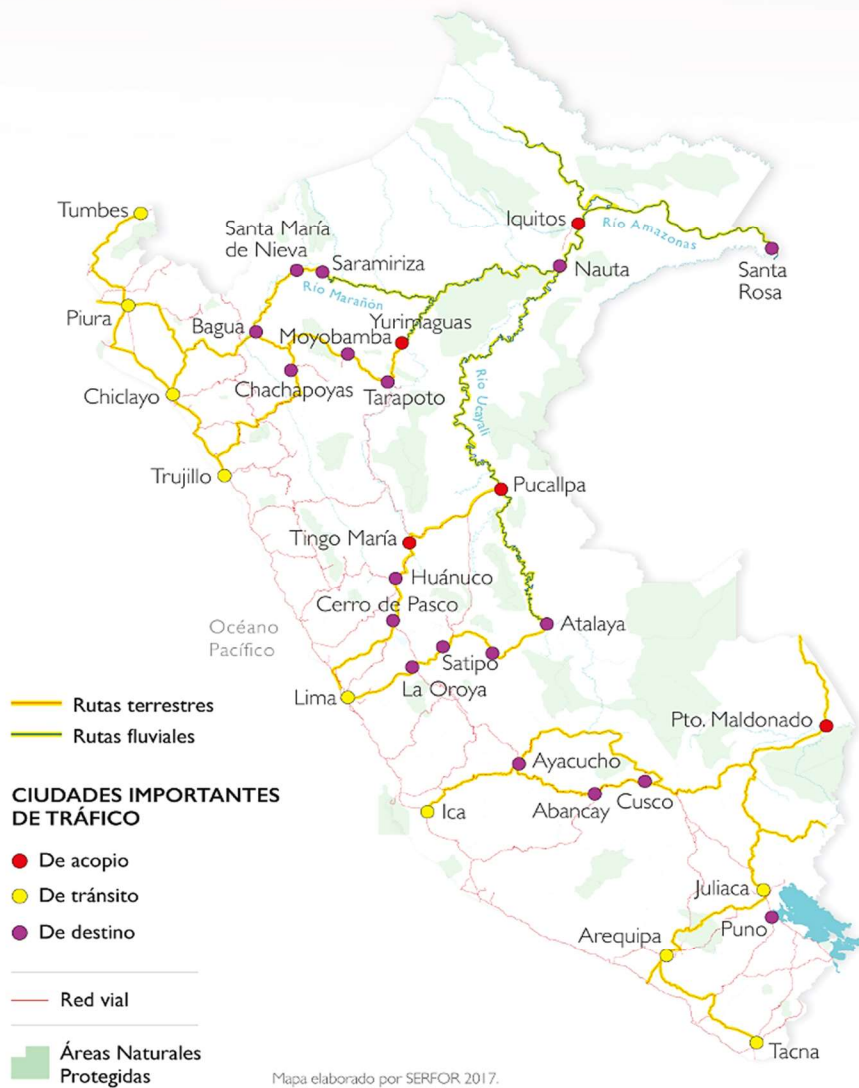 Tumbes
Santa María
de Nieva
Saramiriza
Iquitos
Río Amazonas
Nauta
Santa
Rosa
Piura
Río Marañón
Yurimaguas
Bagua
Moyobamba
Chachapoyas
Tarapoto
Chiclayo
Río Ucayali
Trujillo
Pucallpa
Tingo María
Huánuco
Cerro de Pasco
Océano
Pacífico
Atalaya
Satipo
La Oroya
Lima
Pto. Maldonado
Ayacucho
Abancay
Cusco
Ica
Juliaca
Puno
Arequipa
Tacna
Rutas terrestres
Rutas fluviales
CIUDADES IMPORTANTES
DE TRÁFICO
De acopio
De tránsito
De destino
Red vial
Áreas Naturales
Protegidas
Mapa elaborado por SERFOR 2017.